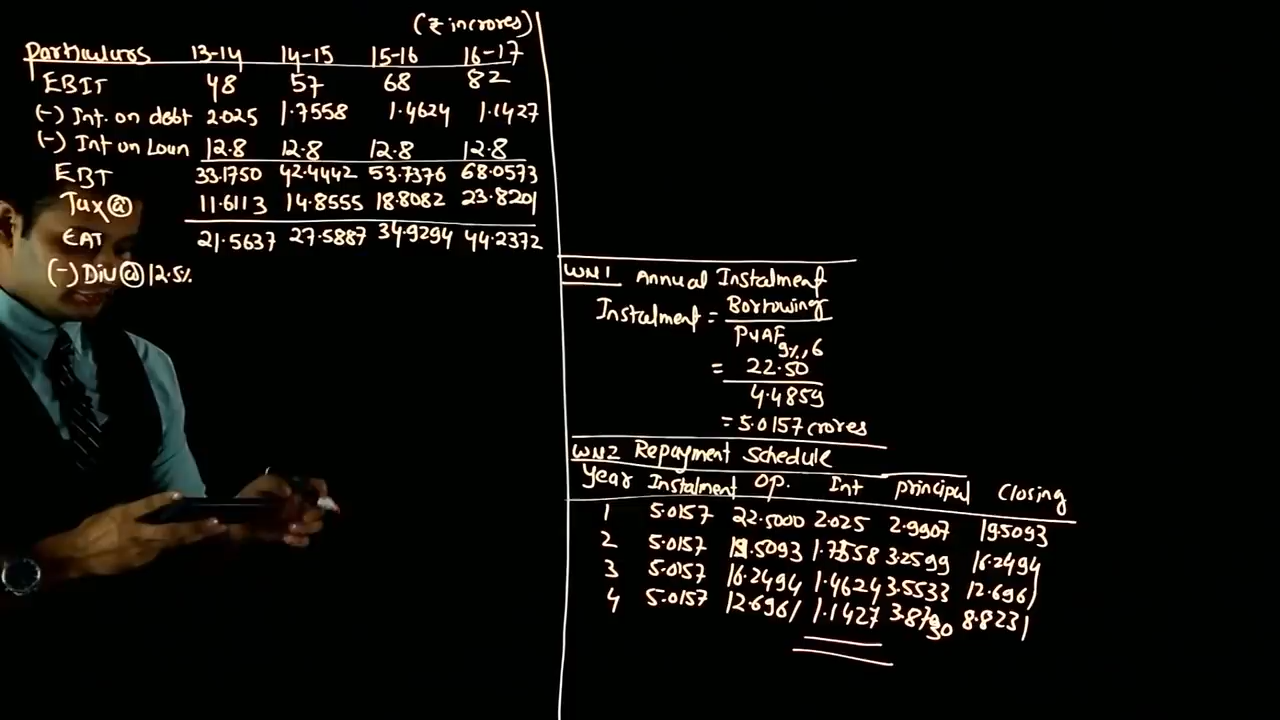 (₹ in crores)
Particulars 13-14 14-15 15-16 16-17
EBIT 48 57 68 82
(-) Int. on debt 2.025 1.7558 1.4624 1.1427
(-) Int on Loan 12.8 12.8 12.8 12.8
EBT 33.1750 42.4442 53.7376 68.0573
Tax@ 11.6113 14.8555 18.8082 23.8201
EAT 21.5637 27.5887 34.9294 44.2372
(-) Div@12.5%
WN1 Annual Instalment
Instalment = Borrowing
PVAF 9%, 6
= 22.50
4.4859
= 5.0157 crores
WN2 Repayment Schedule
Year Instalment Op. Int principal Closing
1 5.0157 22.5000 2.025 2.9907 19.5093
2 5.0157 19.5093 1.7558 3.2599 16.2494
3 5.0157 16.2494 1.4624 3.5533 12.6961
4 5.0157 12.6961 1.1427 3.8730 8.8231